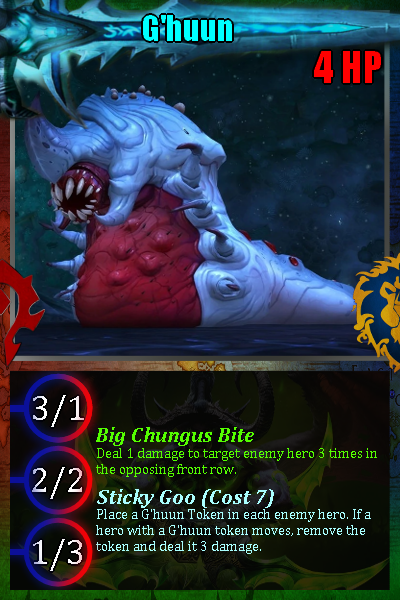 G'huun
4 HP
3/1
Big Chungus Bite
Deal 1 damage to target enemy hero 3 times in
the opposing front row.
2/2
Sticky Goo (Cost 7)
Place a G'huun Token in each enemy hero. If a
hero with a G'huun token moves, remove the
token and deal it 3 damage.
1/3